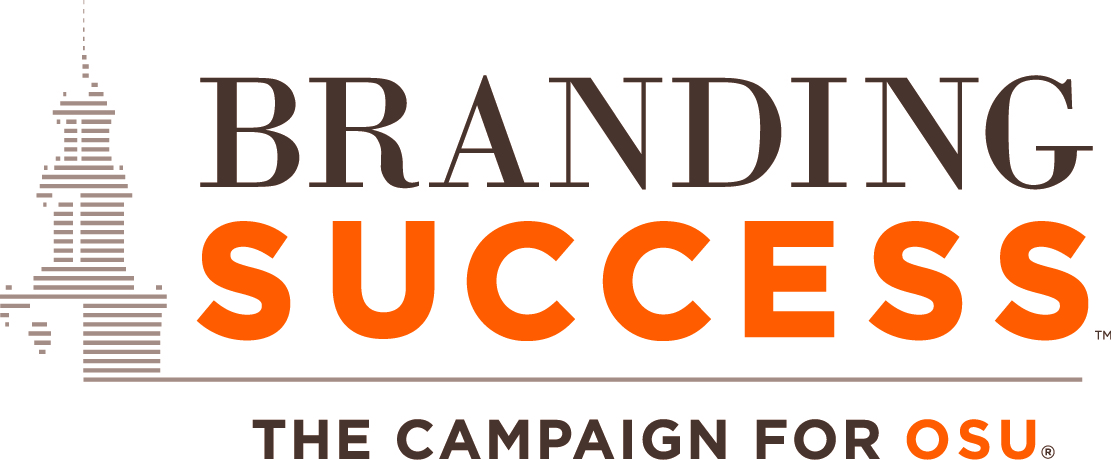 BRANDING
SUCCESS™
THE CAMPAIGN FOR OSU®